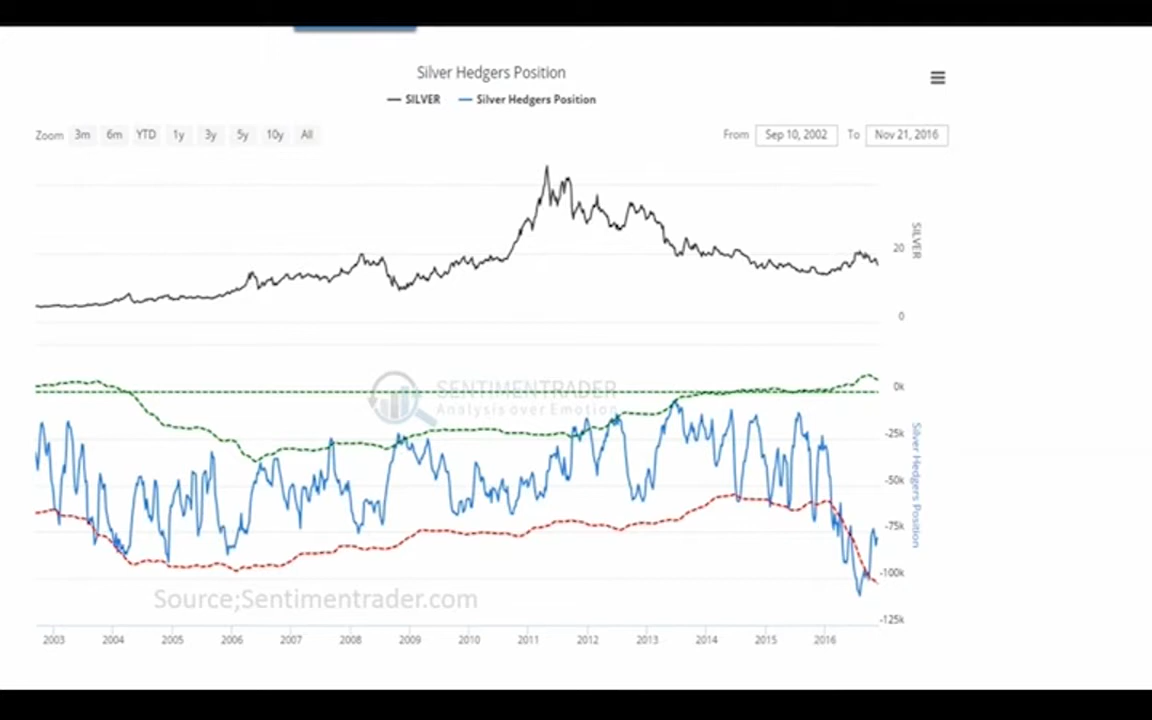 Silver Hedgers Position
SILVER Silver Hedgers Position
Zoom 3m 6m YTD 1y 3y 5y 10y All From Sep 10, 2002 To Nov 21, 2016
20
0
SILVER
0k
-25k
-50k
-75k
-100k
-125k
Silver Hedgers Position
SENTIMENTRADER
Analysis over Emotion
Source;Sentimentrader.com
2003 2004 2005 2006 2007 2008 2009 2010 2011 2012 2013 2014 2015 2016